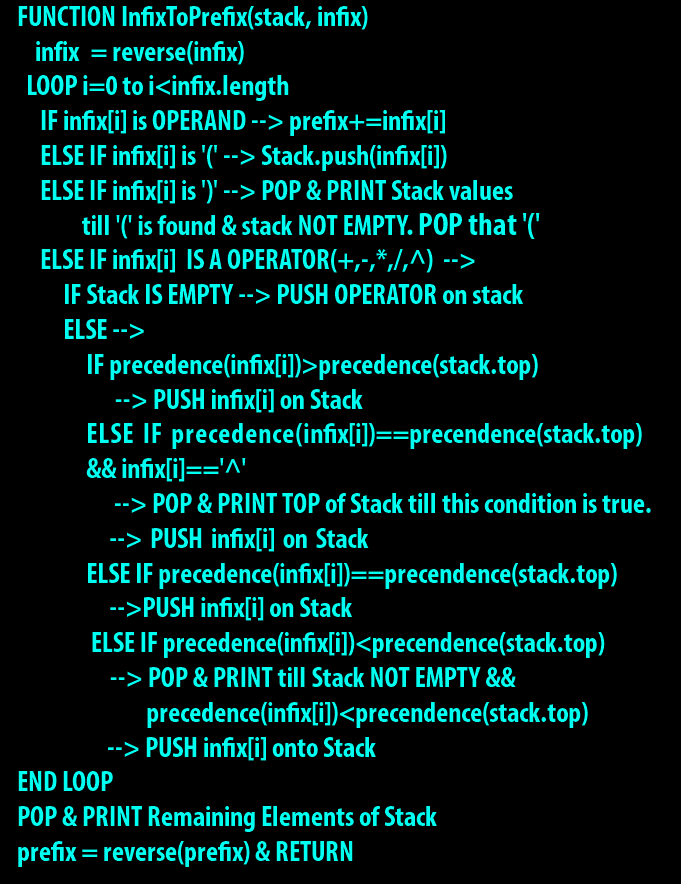 FUNCTION InfixToPrefix(stack, infix)
infix = reverse(infix)
LOOP i=0 to i<infix.length
IF infix[i] is OPERAND --> prefix+=infix[i]
ELSE IF infix[i] is '(' --> Stack.push(infix[i])
ELSE IF infix[i] is ')' --> POP & PRINT Stack values
till '(' is found & stack NOT EMPTY. POP that '('
ELSE IF infix[i] IS A OPERATOR(+,-,*,/,^) -->
IF Stack IS EMPTY --> PUSH OPERATOR on stack
ELSE -->
IF precedence(infix[i])>precedence(stack.top)
--> PUSH infix[i] on Stack
ELSE IF precedence(infix[i])==precendence(stack.top)
&& infix[i]=='^'
--> POP & PRINT TOP of Stack till this condition is true.
--> PUSH infix[i] on Stack
ELSE IF precedence(infix[i])==precendence(stack.top)
-->PUSH infix[i] on Stack
ELSE IF precedence(infix[i])<precendence(stack.top)
--> POP & PRINT till Stack NOT EMPTY &&
precedence(infix[i])<precendence(stack.top)
--> PUSH infix[i] onto Stack
END LOOP
POP & PRINT Remaining Elements of Stack
prefix = reverse(prefix) & RETURN